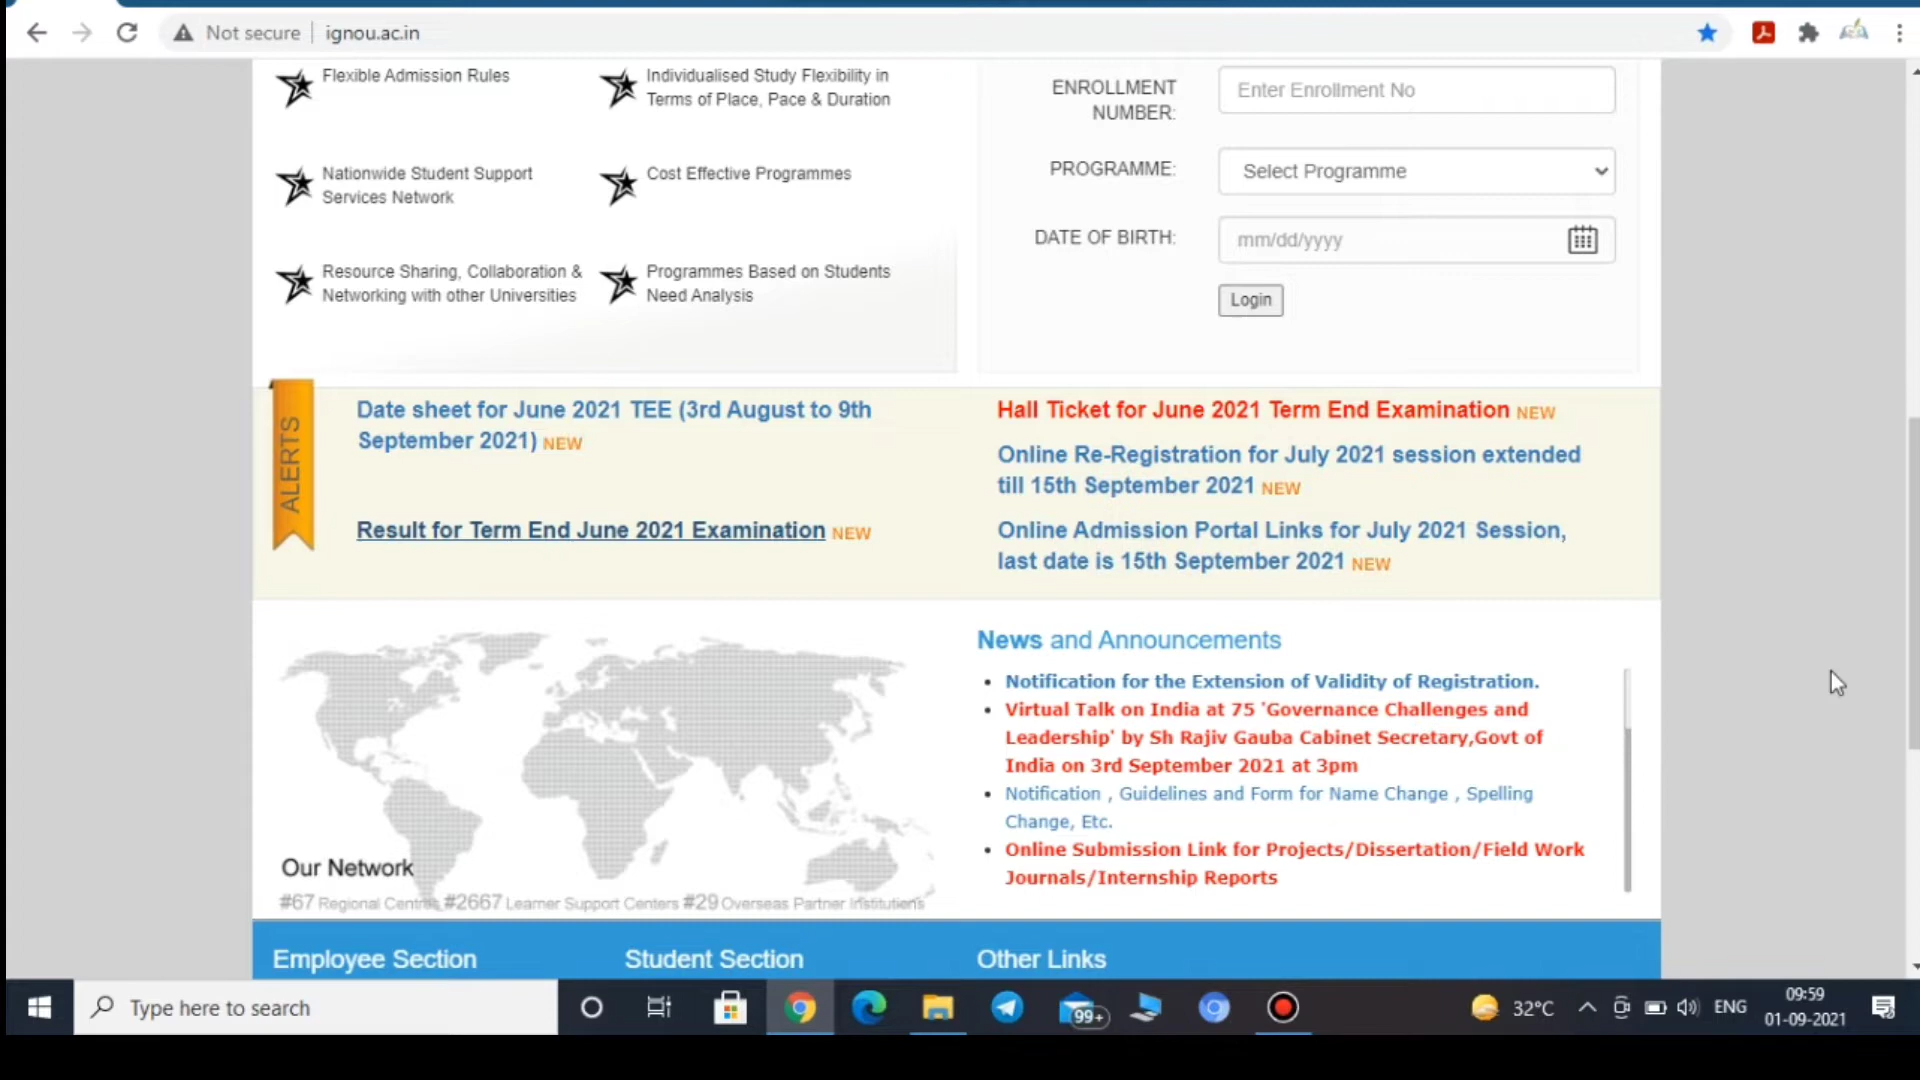 Not secure
ignou.ac.in
Flexible Admission Rules
Individualised Study Flexibility in
Terms of Place, Pace & Duration
Nationwide Student Support
Services Network
Cost Effective Programmes
Resource Sharing, Collaboration &
Networking with other Universities
Programmes Based on Students
Need Analysis
ENROLLMENT
NUMBER:
Enter Enrollment No
PROGRAMME:
Select Programme
DATE OF BIRTH:
mm/dd/yyyy
Login
ALERTS
Date sheet for June 2021 TEE (3rd August to 9th
September 2021) NEW
Result for Term End June 2021 Examination NEW
Hall Ticket for June 2021 Term End Examination NEW
Online Re-Registration for July 2021 session extended
till 15th September 2021 NEW
Online Admission Portal Links for July 2021 Session,
last date is 15th September 2021 NEW
Our Network
#67 Regional Centres #2667 Learner Support Centers #29 Overseas Partner Institutions
News and Announcements
• Notification for the Extension of Validity of Registration.
• Virtual Talk on India at 75 'Governance Challenges and
Leadership' by Sh Rajiv Gauba Cabinet Secretary,Govt of
India on 3rd September 2021 at 3pm
• Notification , Guidelines and Form for Name Change , Spelling
Change, Etc.
• Online Submission Link for Projects/Dissertation/Field Work
Journals/Internship Reports
Employee Section
Student Section
Other Links
Type here to search
99+
32°C
ENG
09:59
01-09-2021